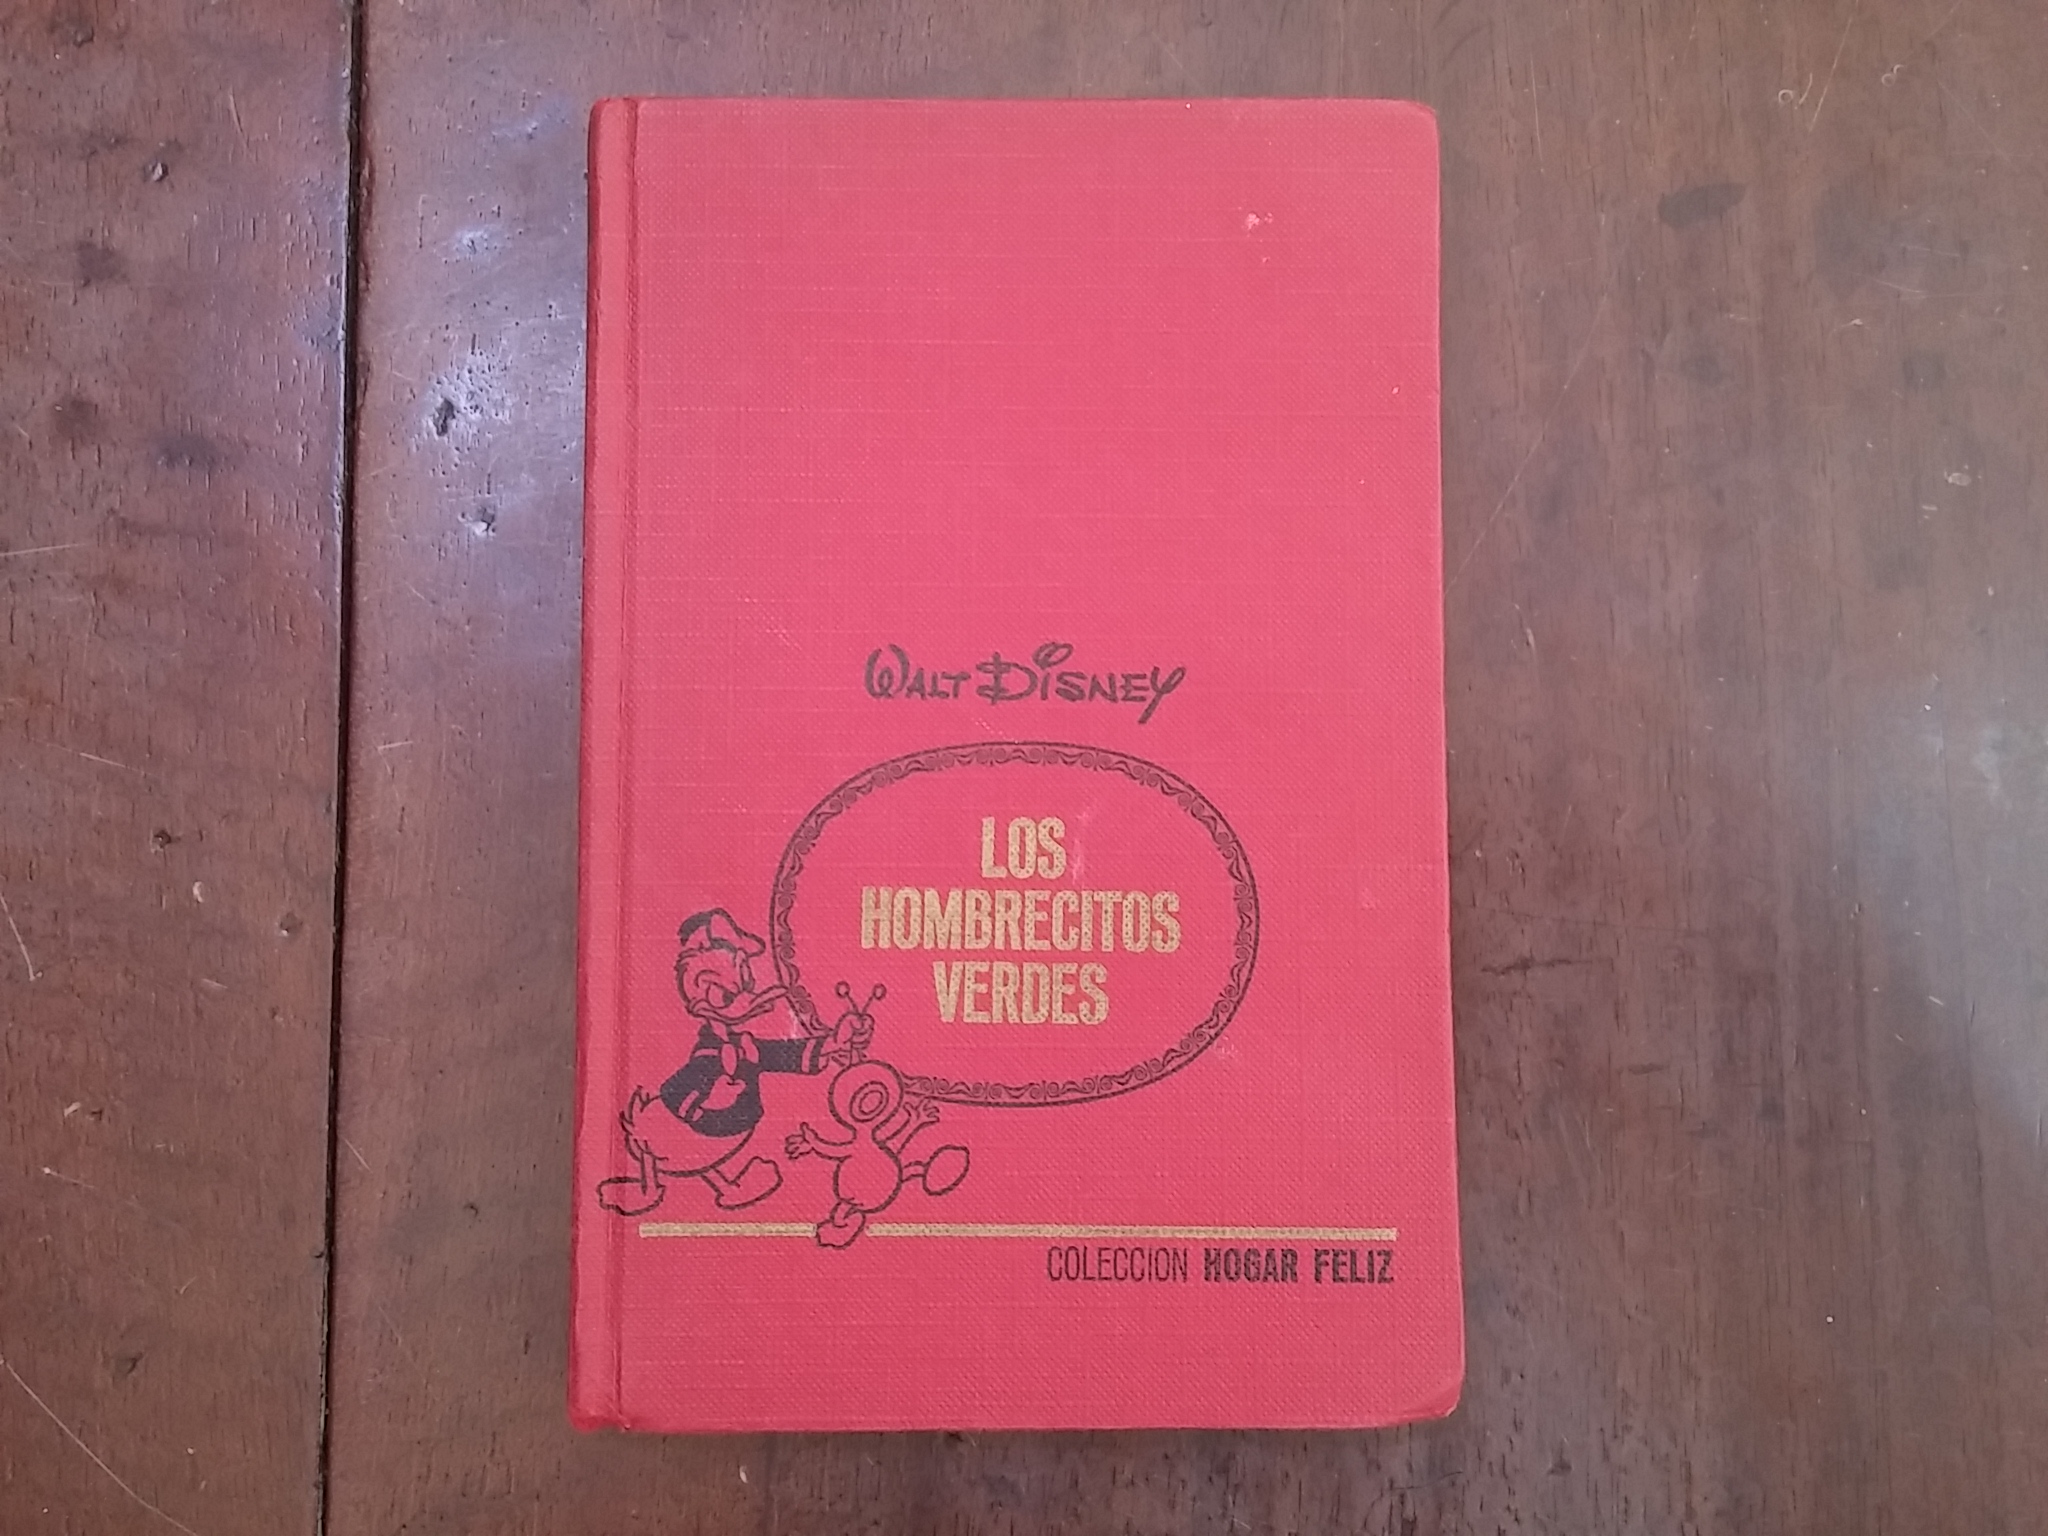 WALT DISNEY
LOS
HOMBRECITOS
VERDES
COLECCION HOGAR FELIZ